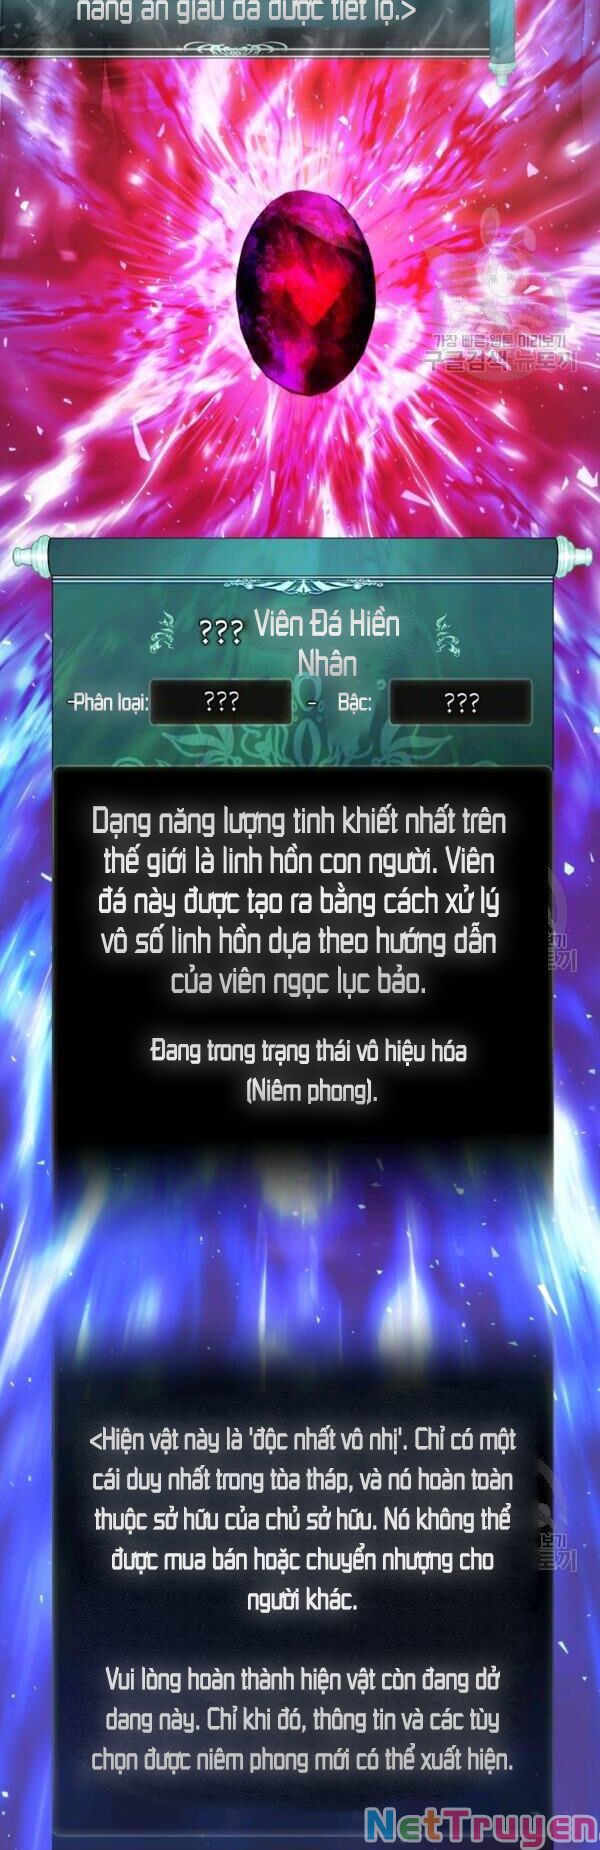 năng ẩn giấu đã được tiết lộ.>
가장 빠른 웹툰 미리보기
구글검색 뉴토끼
??? Viên Đá Hiền
Nhân
-Phân loại: ??? - Bậc: ???
Dạng năng lượng tinh khiết nhất trên
thế giới là linh hồn con người. Viên
đá này được tạo ra bằng cách xử lý
vô số linh hồn dựa theo hướng dẫn
của viên ngọc lục bảo.
Đang trong trạng thái vô hiệu hóa
(Niêm phong).
<Hiện vật này là 'độc nhất vô nhị'. Chỉ có một
cái duy nhất trong tòa tháp, và nó hoàn toàn
thuộc sở hữu của chủ sở hữu. Nó không thể
được mua bán hoặc chuyển nhượng cho
người khác.
Vui lòng hoàn thành hiện vật còn đang dở
dang này. Chỉ khi đó, thông tin và các tùy
chọn được niêm phong mới có thể xuất hiện.
NetTruyen.